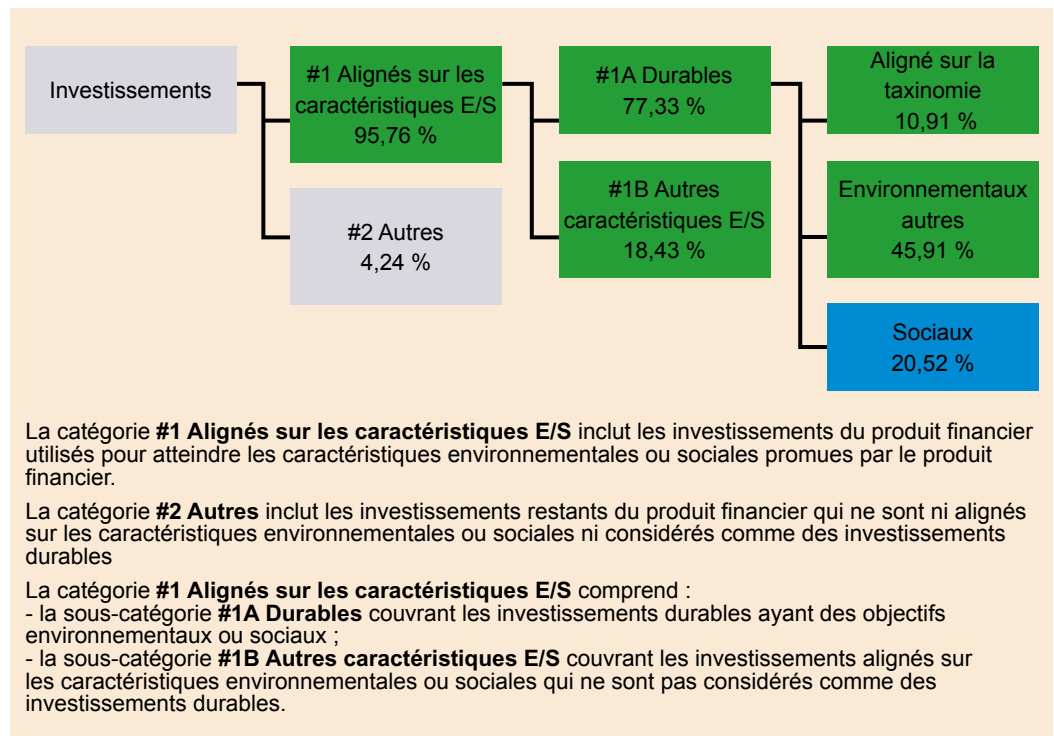 Investissements
#1 Alignés sur les
caractéristiques E/S
95,76 %
#2 Autres
4,24 %
#1A Durables
77,33 %
#1B Autres
caractéristiques E/S
18,43 %
Aligné sur la
taxinomie
10,91 %
Environnementaux
autres
45,91 %
Sociaux
20,52 %
La catégorie #1 Alignés sur les caractéristiques E/S inclut les investissements du produit financier
utilisés pour atteindre les caractéristiques environnementales ou sociales promues par le produit
financier.
La catégorie #2 Autres inclut les investissements restants du produit financier qui ne sont ni alignés
sur les caractéristiques environnementales ou sociales ni considérés comme des investissements
durables
La catégorie #1 Alignés sur les caractéristiques E/S comprend :
- la sous-catégorie #1A Durables couvrant les investissements durables ayant des objectifs
environnementaux ou sociaux ;
- la sous-catégorie #1B Autres caractéristiques E/S couvrant les investissements alignés sur
les caractéristiques environnementales ou sociales qui ne sont pas considérés comme des
investissements durables.